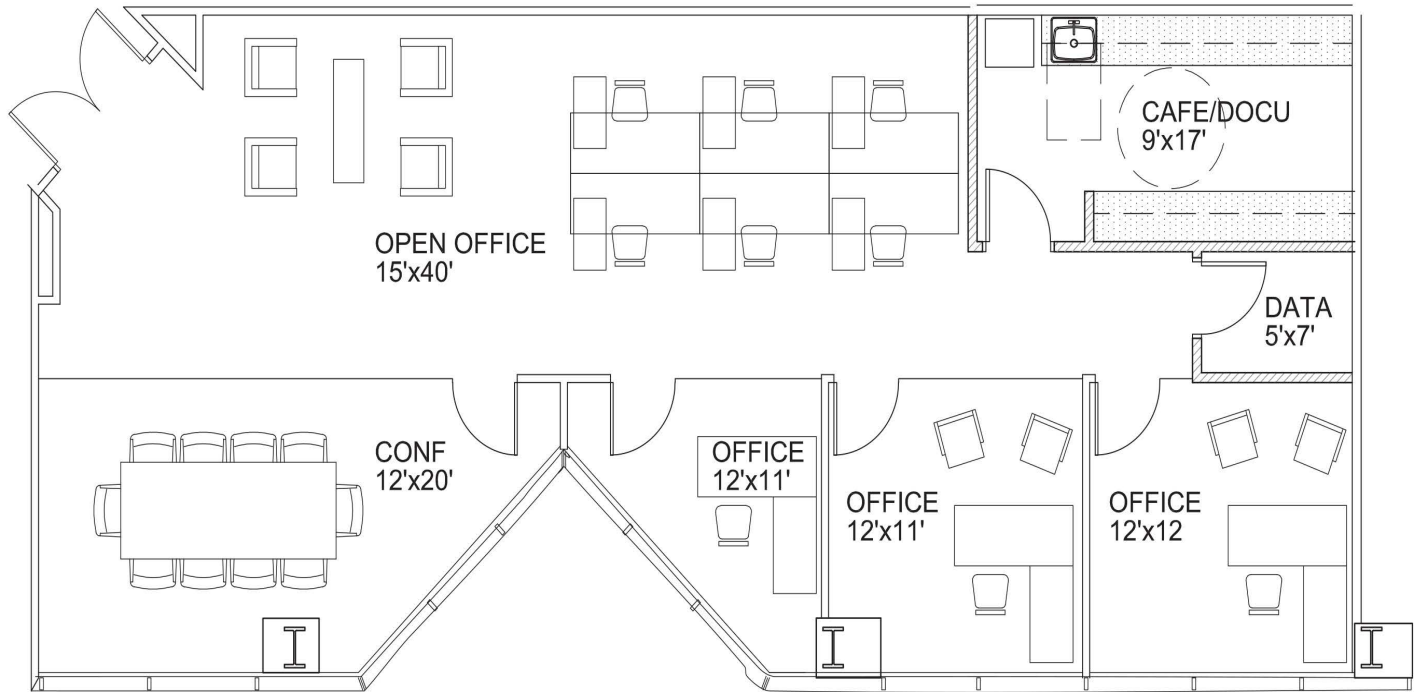 CAFE/DOCU
9'x17'
OPEN OFFICE
15'x40'
DATA
5'x7'
CONF
12'x20'
OFFICE
12'x11'
OFFICE
12'x11'
OFFICE
12'x12